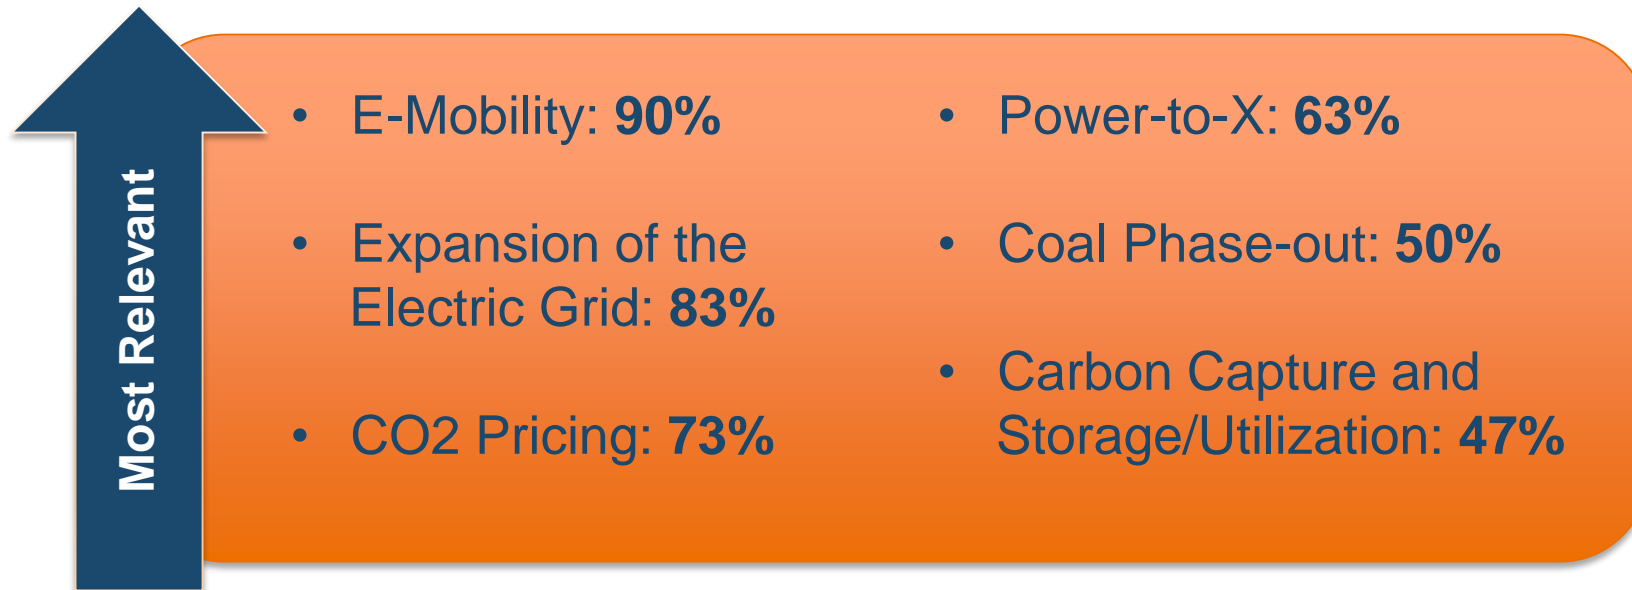 Most Relevant
• E-Mobility: 90%
• Expansion of the
Electric Grid: 83%
• CO2 Pricing: 73%
• Power-to-X: 63%
• Coal Phase-out: 50%
• Carbon Capture and
Storage/Utilization: 47%